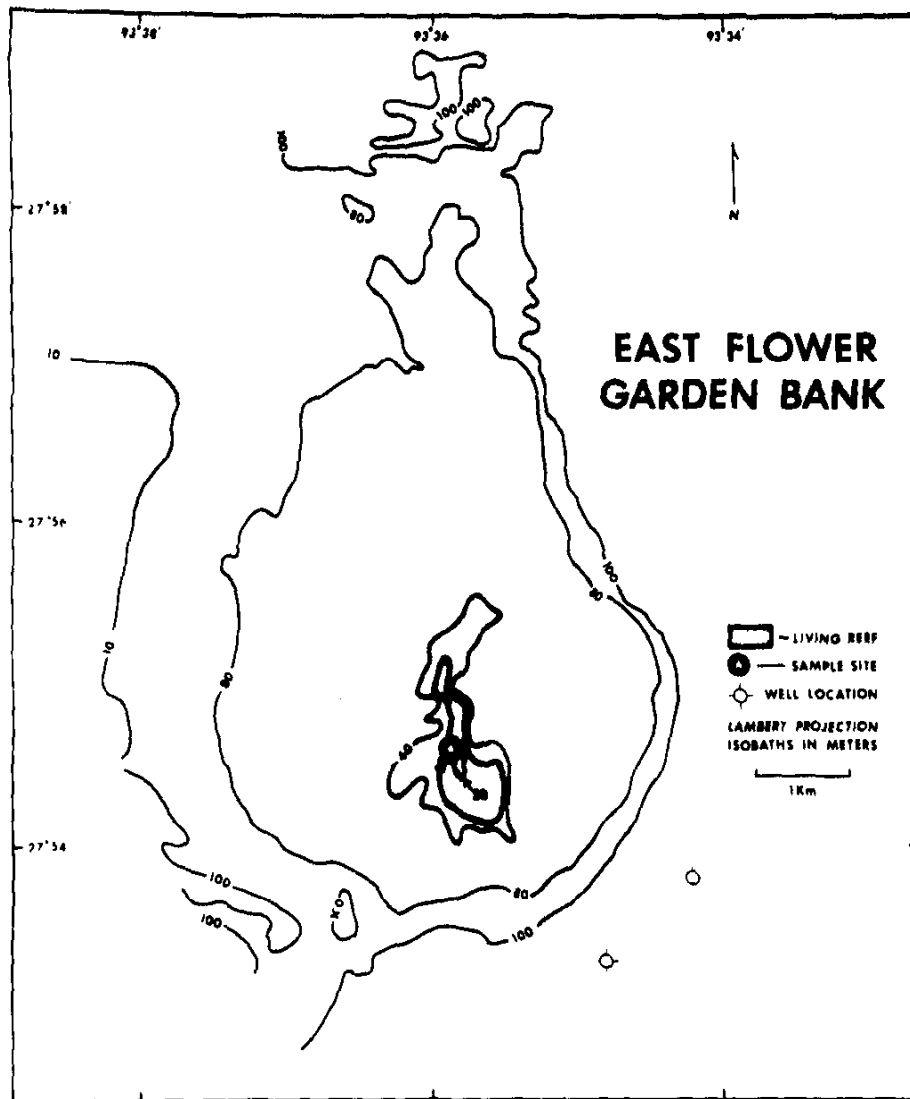 93°38'
93°36'
93°34'
100
100
100
27°58'
80
N
10
EAST FLOWER
GARDEN BANK
27°56'
100
80
10
80
~ LIVING REEF
SAMPLE SITE
WELL LOCATION
LAMBERT PROJECTION
ISOBATHS IN METERS
1Km
60
27°54
100
80
100
100